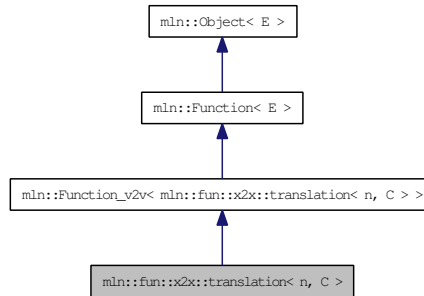 mln::Object< E >
mln::Function< E >
mln::Function_v2v< mln::fun::x2x::translation< n, C > >
mln::fun::x2x::translation< n, C >